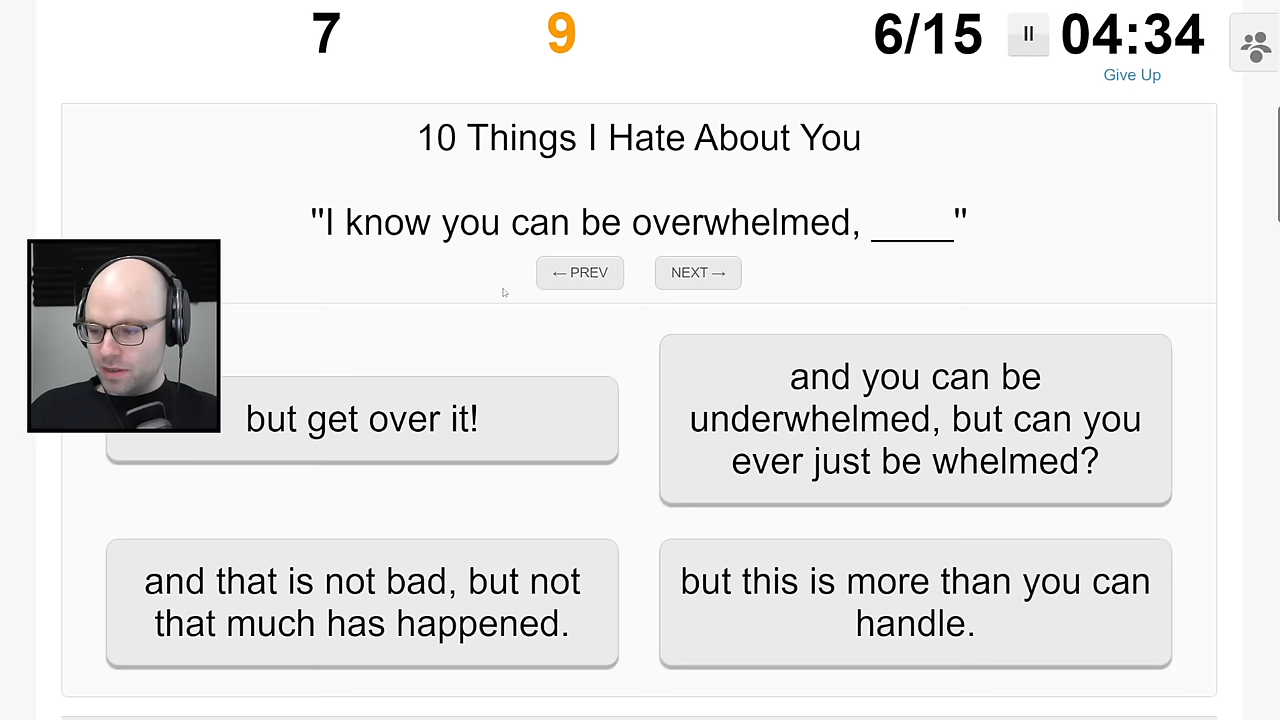 7 9 6/15 II 04:34
Give Up
10 Things I Hate About You
"I know you can be overwhelmed, ____"
← PREV NEXT →
but get over it!
and you can be
underwhelmed, but can you
ever just be whelmed?
and that is not bad, but not
that much has happened.
but this is more than you can
handle.